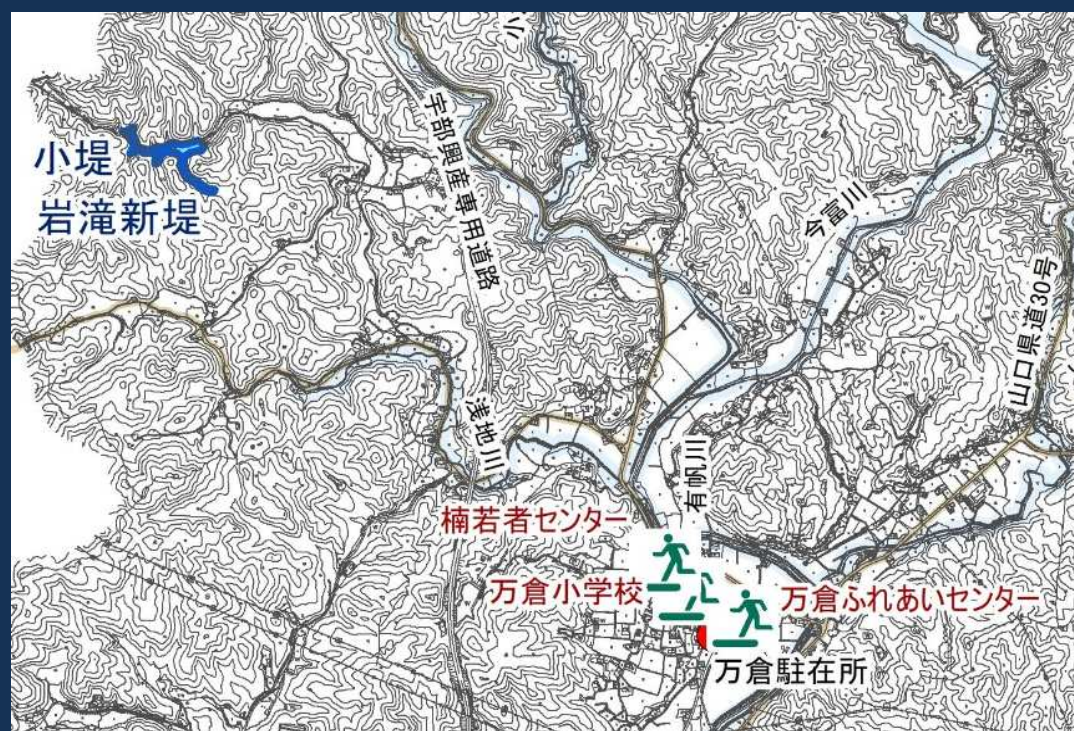 小
宇部興産専用道路
小堤
岩滝新堤
今富川
山口県道30号
浅地川
有帆川
楠若者センター
万倉小学校
万倉ふれあいセンター
万倉駐在所